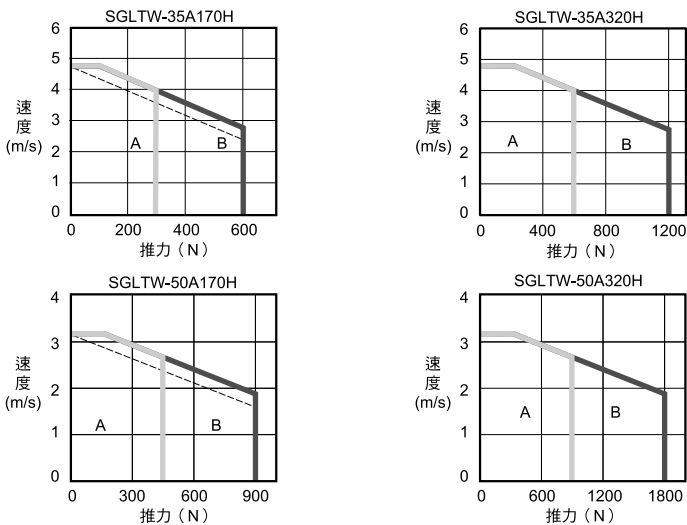 SGLTW-35A170H
6
5
4
3
2
1
0
速
度
(m/s)
A
B
0 200 400 600
推力（N）
SGLTW-35A320H
6
5
4
3
2
1
0
速
度
(m/s)
A
B
0 400 800 1200
推力（N）
SGLTW-50A170H
4
3
2
1
0
速
度
(m/s)
A
B
0 300 600 900
推力（N）
SGLTW-50A320H
4
3
2
1
0
速
度
(m/s)
A
B
0 600 1200 1800
推力（N）